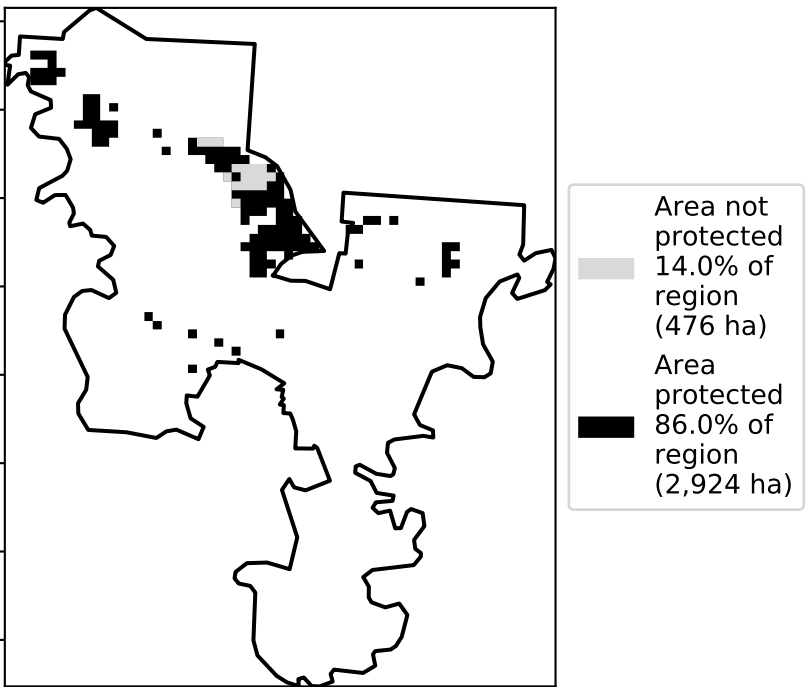 Area not
protected
14.0% of
region
(476 ha)
Area
protected
86.0% of
region
(2,924 ha)